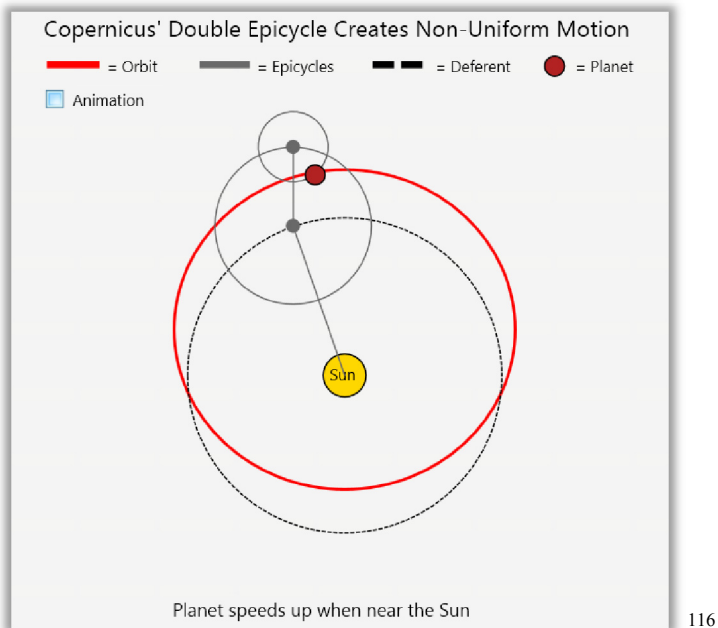 Copernicus' Double Epicycle Creates Non-Uniform Motion
= Orbit = Epicycles = Deferent = Planet
Animation
Sun
Planet speeds up when near the Sun
116